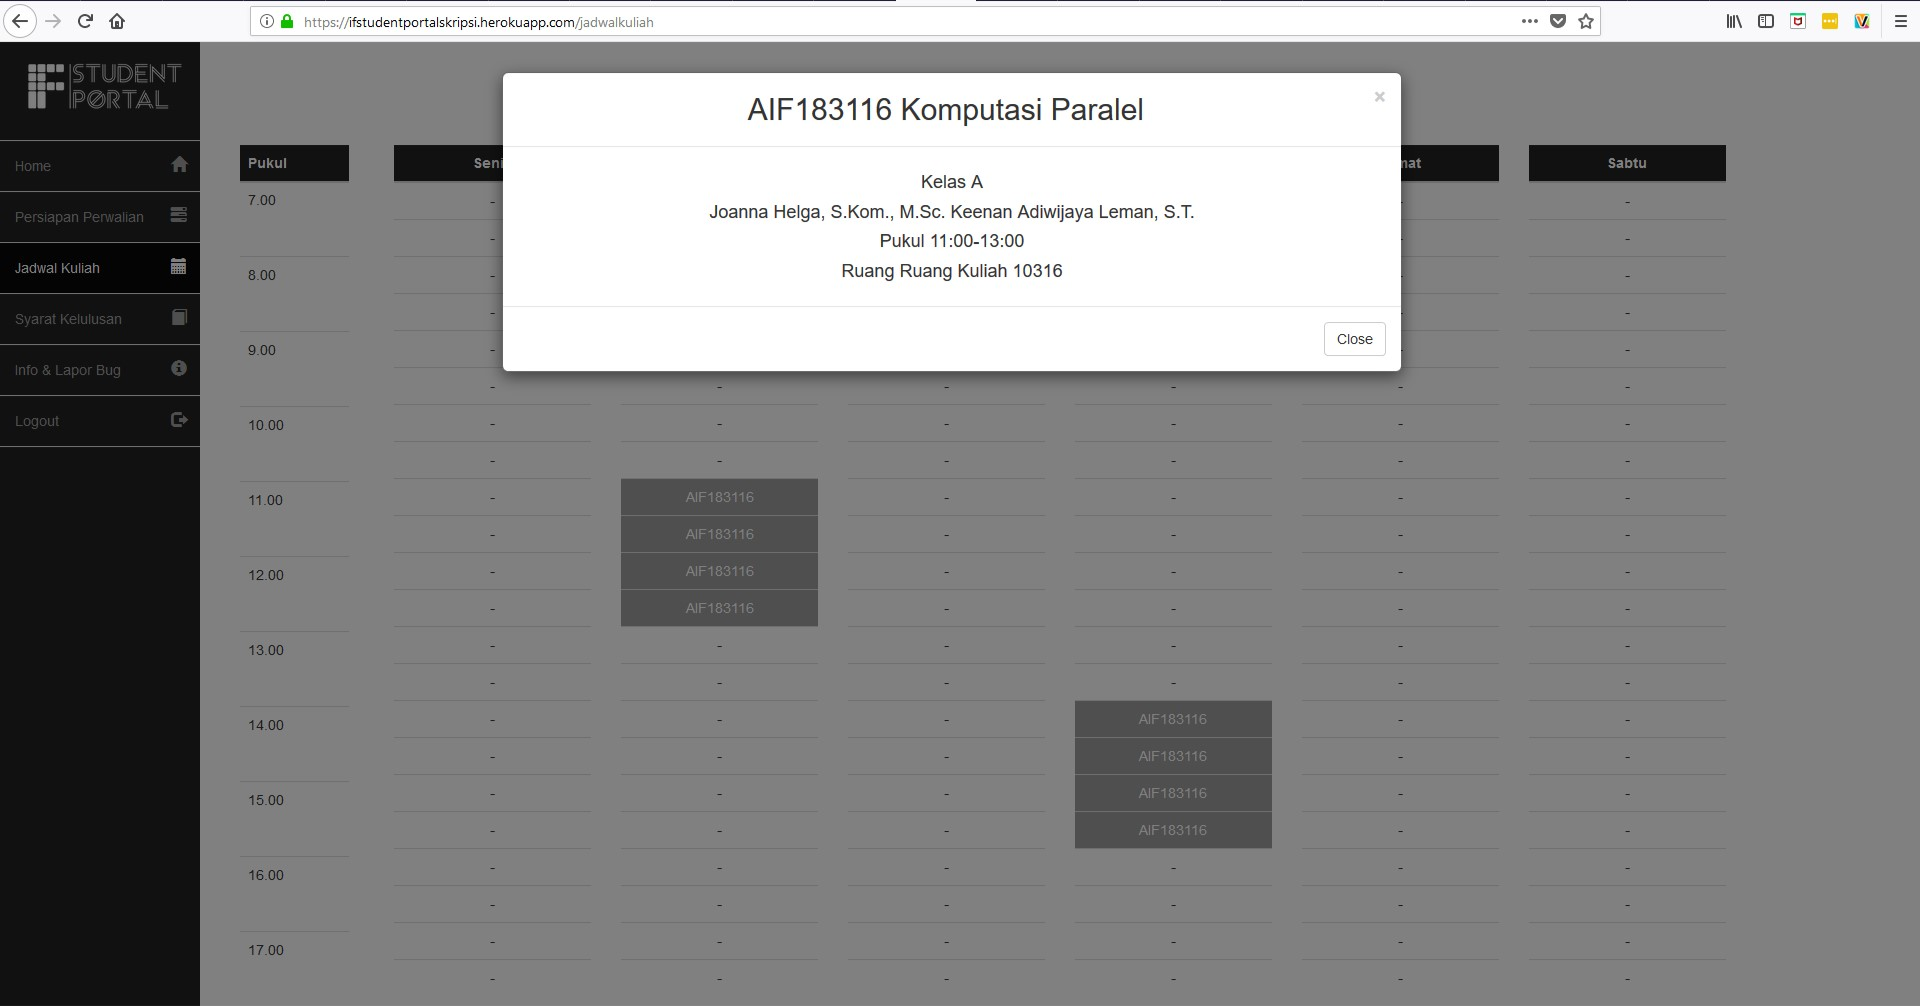 https://ifstudentportalskripsi.herokuapp.com/jadwalkuliah
STUDENT
PØRTAL
Home
Persiapan Perwalian
Jadwal Kuliah
Syarat Kelulusan
Info & Lapor Bug
Logout
AIF183116 Komputasi Paralel
×
Kelas A
Joanna Helga, S.Kom., M.Sc. Keenan Adiwijaya Leman, S.T.
Pukul 11:00-13:00
Ruang Ruang Kuliah 10316
Close
Pukul Seni mat Sabtu
7.00 - -
- -
8.00 - - -
- -
9.00 - - -
- - - - - -
10.00 - - - - - -
- - - - - -
11.00 - AIF183116 - - - -
- AIF183116 - - - -
12.00 - AIF183116 - - - -
- AIF183116 - - - -
13.00 - - - - - -
- - - - - -
14.00 - - - AIF183116 - -
- - - AIF183116 - -
15.00 - - - AIF183116 - -
- - - AIF183116 - -
16.00 - - - - - -
- - - - - -
17.00 - - - - - -
- - - - - -